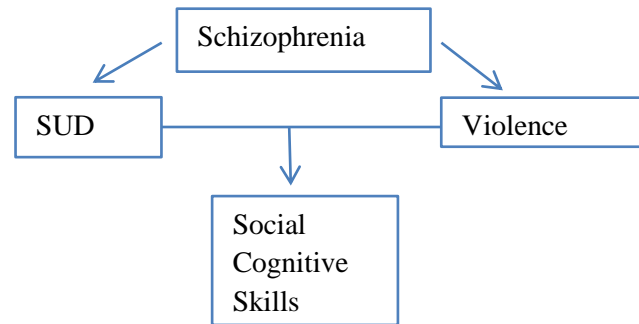 Schizophrenia
SUD
Violence
Social
Cognitive
Skills